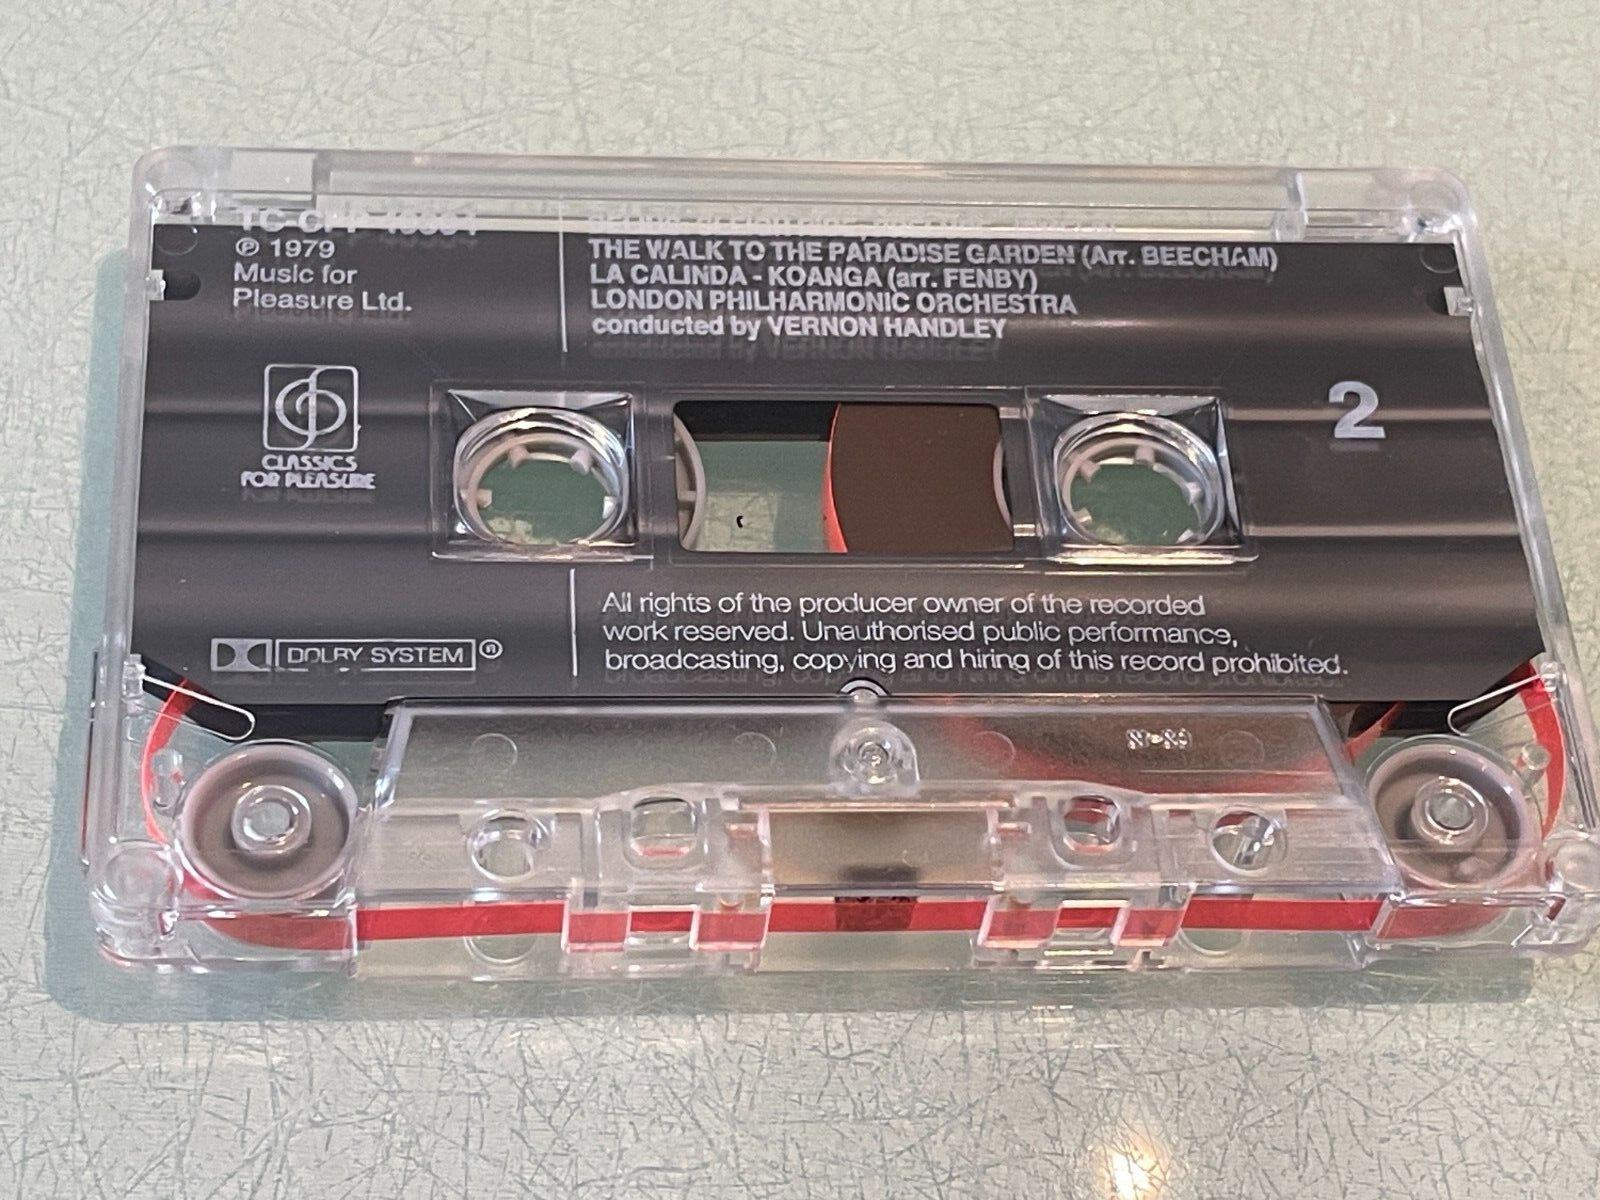 ℗ 1979
Music for
Pleasure Ltd.
THE WALK TO THE PARADISE GARDEN (Arr. BEECHAM)
LA CALINDA - KOANGA (arr. FENBY)
LONDON PHILHARMONIC ORCHESTRA
conducted by VERNON HANDLEY
CLASSICS
FOR PLEASURE
2
DOLBY SYSTEM ®
All rights of the producer owner of the recorded
work reserved. Unauthorised public performance,
broadcasting, copying and hiring of this record prohibited.